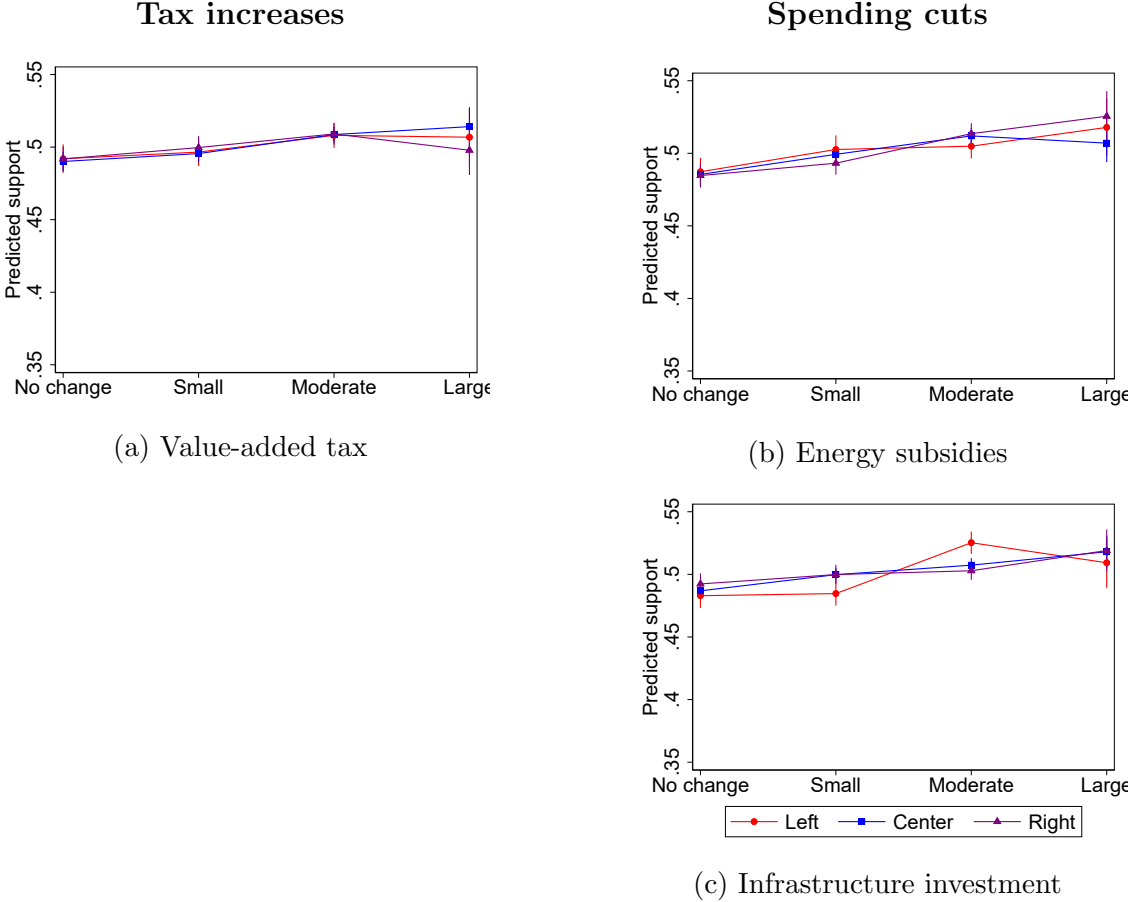 Tax increases
Spending cuts
Predicted support
.55
.5
.45
.4
.35
No change Small Moderate Large
(a) Value-added tax
Predicted support
.55
.5
.45
.4
.35
No change Small Moderate Large
(b) Energy subsidies
Predicted support
.55
.5
.45
.4
.35
No change Small Moderate Large
Left Center Right
(c) Infrastructure investment